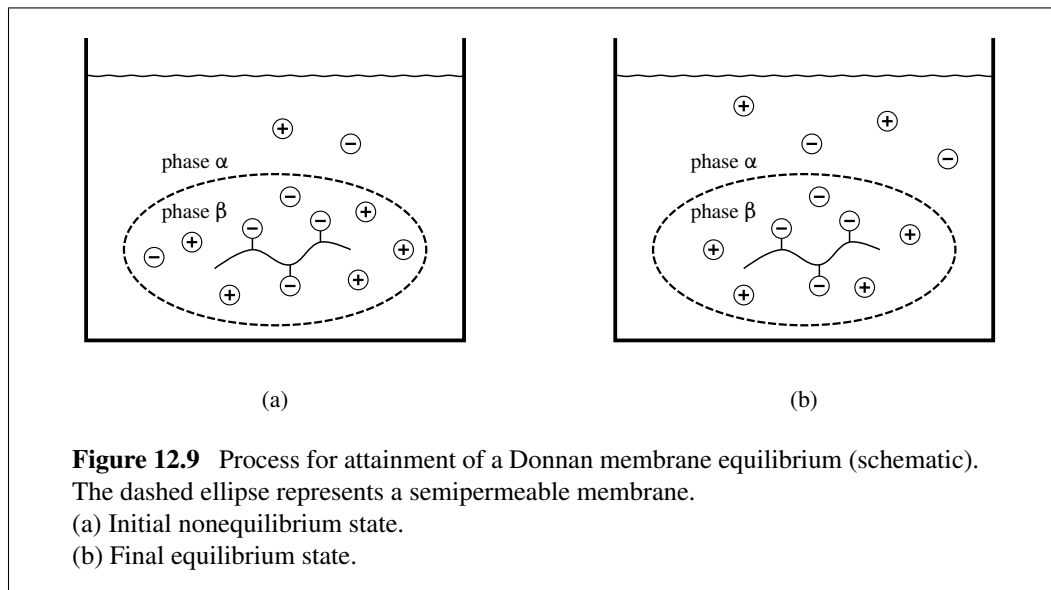 phase α
phase β
phase α
phase β
(a)
(b)
Figure 12.9 Process for attainment of a Donnan membrane equilibrium (schematic).
The dashed ellipse represents a semipermeable membrane.
(a) Initial nonequilibrium state.
(b) Final equilibrium state.